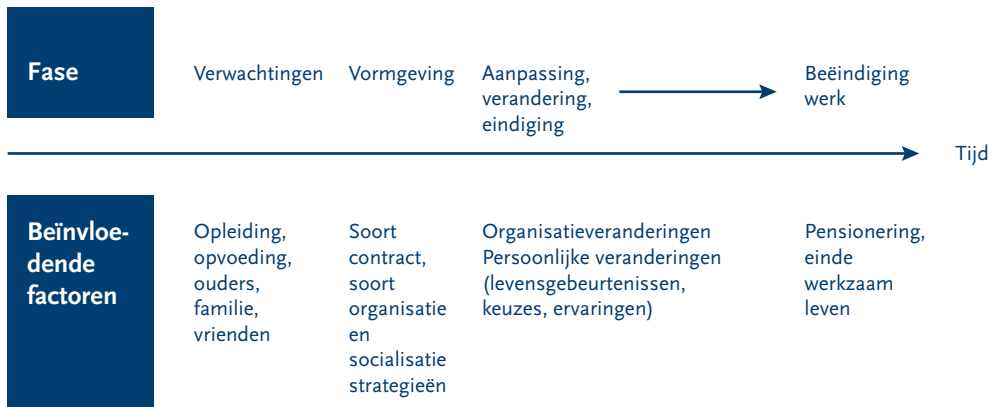 Fase
Verwachtingen
Vormgeving
Aanpassing,
verandering,
eindiging
Beëindiging
werk
Tijd
Beïnvloe-
dende
factoren
Opleiding,
opvoeding,
ouders,
familie,
vrienden
Soort
contract,
soort
organisatie
en
socialisatie
strategieën
Organisatieveranderingen
Persoonlijke veranderingen
(levensgebeurtenissen,
keuzes, ervaringen)
Pensionering,
einde
werkzaam
leven